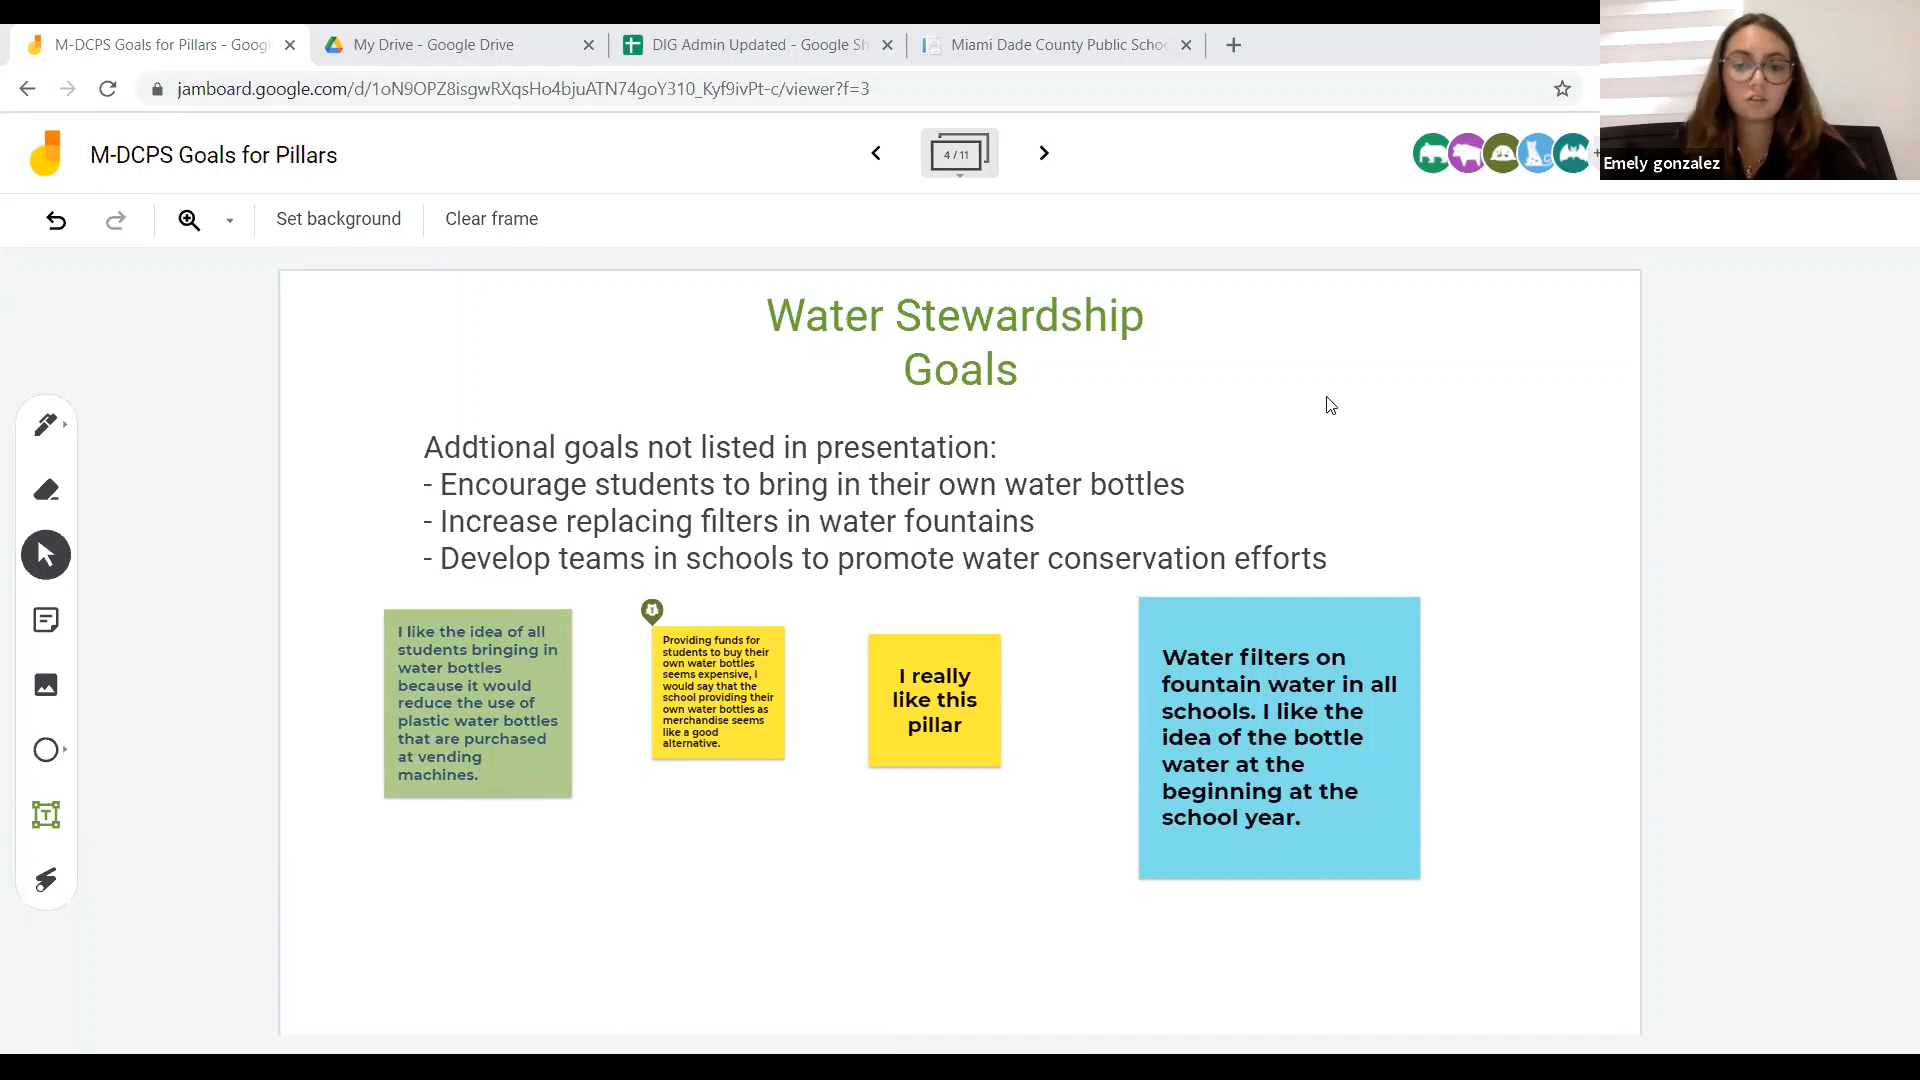 M-DCPS Goals for Pillars - Goog
My Drive - Google Drive
DIG Admin Updated - Google Sh
Miami Dade County Public Scho
jamboard.google.com/d/1oN9OPZ8isgwRXqsHo4bjuATN74goY310_Kyf9ivPt-c/viewer?f=3
M-DCPS Goals for Pillars
4 / 11
Emely gonzalez
Set background
Clear frame
Water Stewardship
Goals
Addtional goals not listed in presentation:
- Encourage students to bring in their own water bottles
- Increase replacing filters in water fountains
- Develop teams in schools to promote water conservation efforts
I like the idea of all
students bringing in
water bottles
because it would
reduce the use of
plastic water bottles
that are purchased
at vending
machines.
Providing funds for
students to buy their
own water bottles
seems expensive, I
would say that the
school providing their
own water bottles as
merchandise seems
like a good
alternative.
I really
like this
pillar
Water filters on
fountain water in all
schools. I like the
idea of the bottle
water at the
beginning at the
school year.